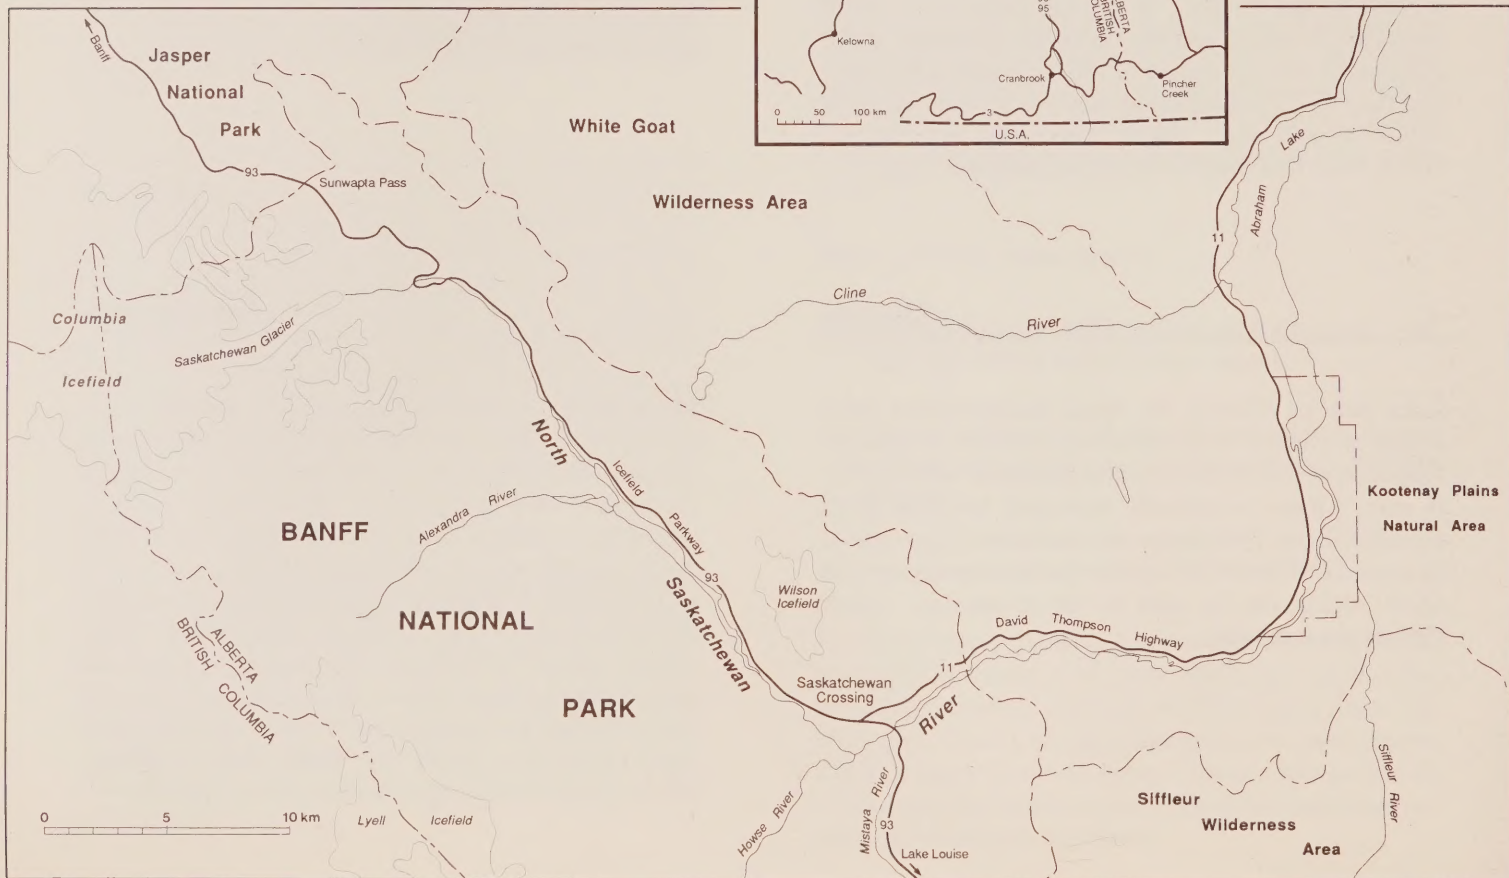 Banff
Jasper
National
Park
93
Sunwapta Pass
White Goat
Wilderness Area
Kelowna
95
ALBERTA
BRITISH
COLUMBIA
Cranbrook
Pincher
Creek
0 50 100 km
3
U.S.A.
Abraham Lake
11
Cline River
Columbia
Icefield
Saskatchewan Glacier
North
Saskatchewan
River
Icefield Parkway
93
Alexandra River
BANFF
NATIONAL
PARK
Wilson
Icefield
Kootenay Plains
Natural Area
David Thompson Highway
11
Saskatchewan
Crossing
ALBERTA
BRITISH COLUMBIA
0 5 10 km
Lyell Icefield
Howse River
Mistaya River
93
Lake Louise
Siffleur
Wilderness
Area
Siffleur River